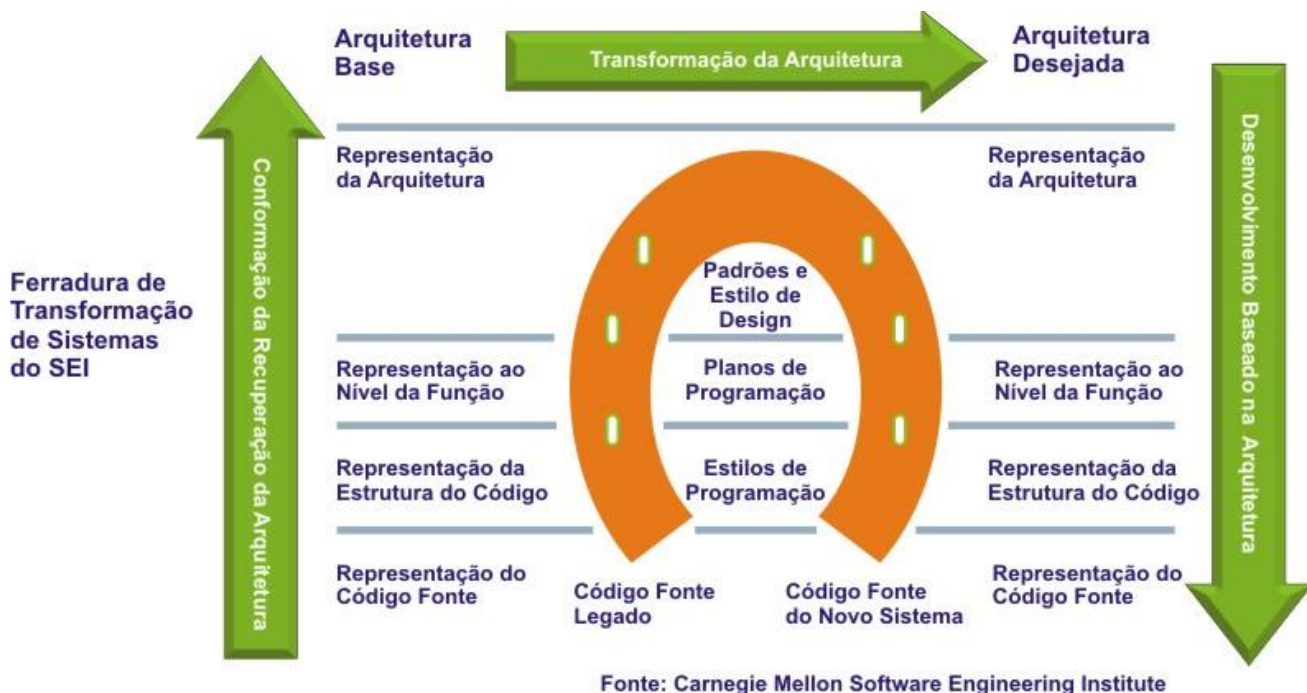 Arquitetura
Base
Transformação da Arquitetura
Arquitetura
Desejada
Conformação da Recuperação da Arquitetura
Desenvolvimento Baseado na Arquitetura
Representação
da Arquitetura
Representação
da Arquitetura
Ferradura de
Transformação
de Sistemas
do SEI
Padrões e
Estilo de
Design
Representação ao
Nível da Função
Planos de
Programação
Representação ao
Nível da Função
Representação da
Estrutura do Código
Estilos de
Programação
Representação da
Estrutura do Código
Representação do
Código Fonte
Código Fonte
Legado
Código Fonte
do Novo Sistema
Representação do
Código Fonte
Fonte: Carnegie Mellon Software Engineering Institute